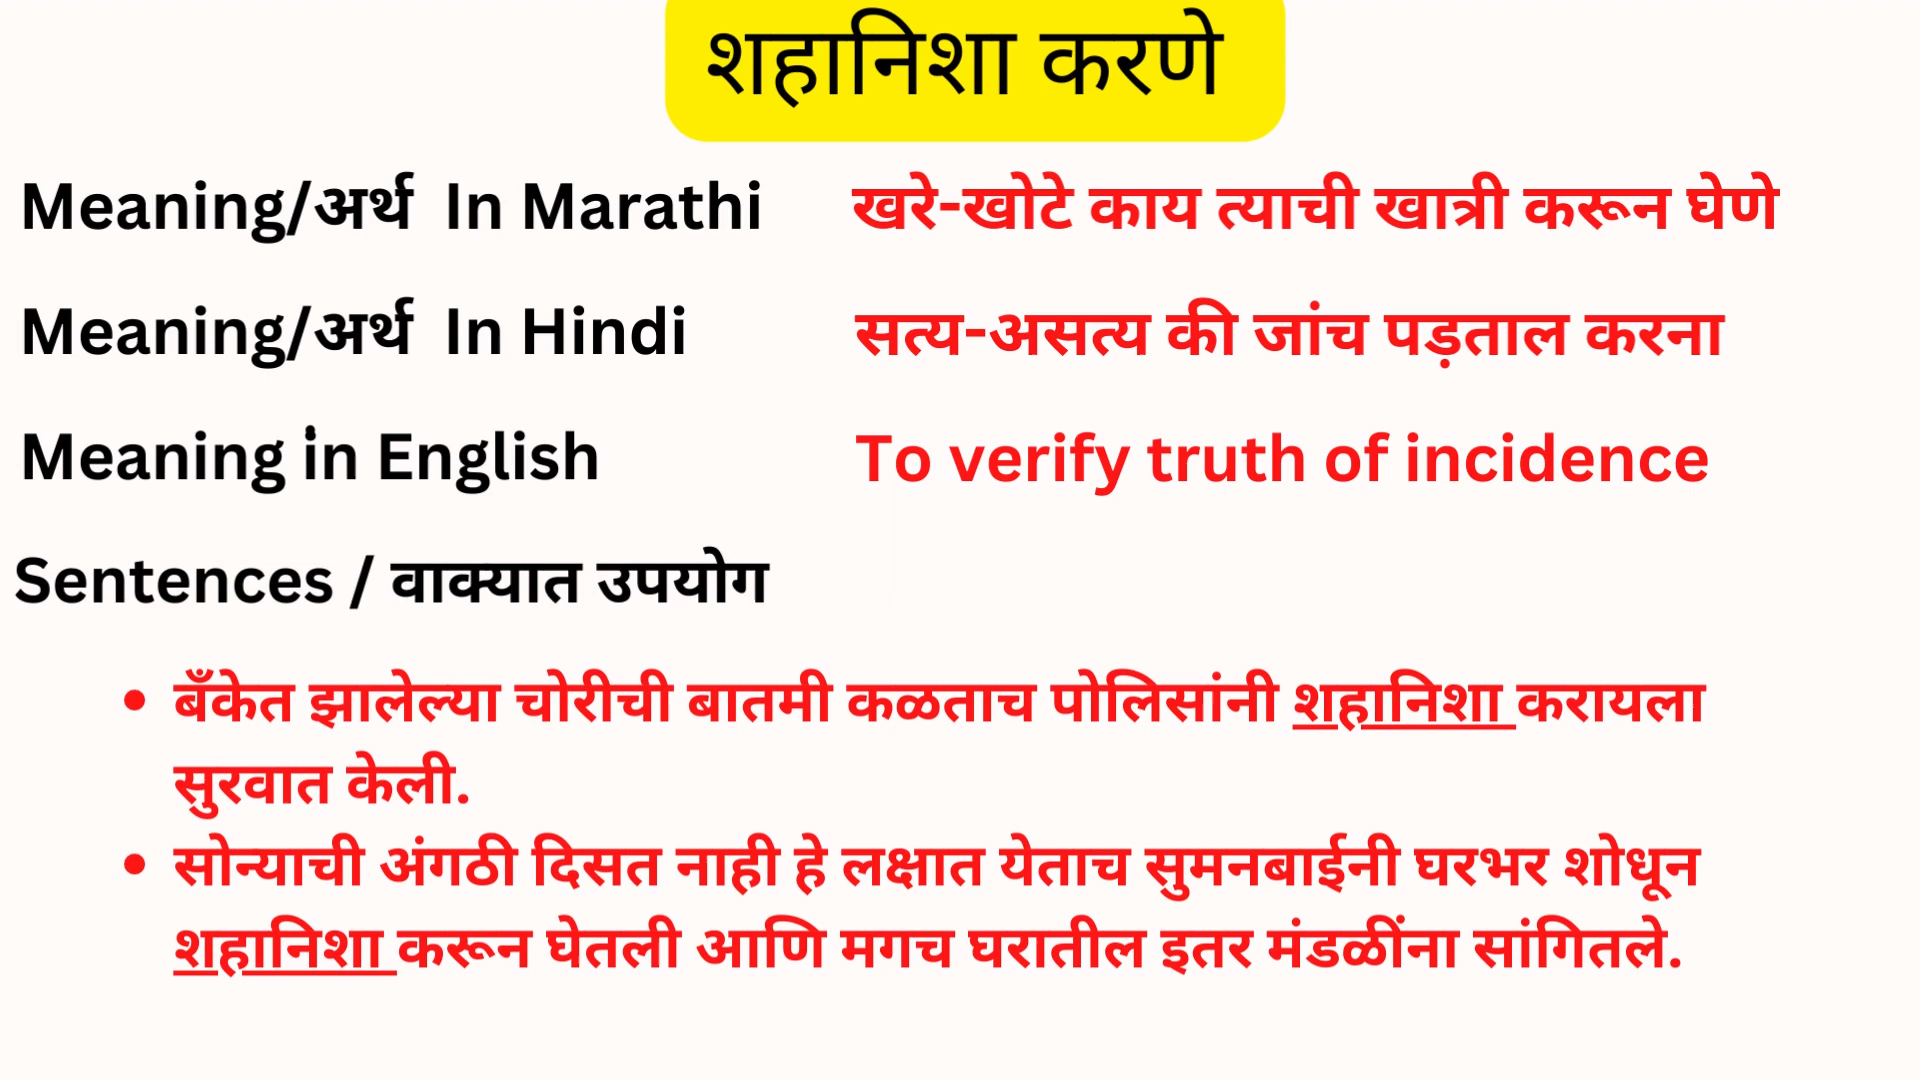 शहानिशा करणे
Meaning/अर्थ In Marathi खरे-खोटे काय त्याची खात्री करून घेणे
Meaning/अर्थ In Hindi सत्य-असत्य की जांच पड़ताल करना
Meaning in English To verify truth of incidence
Sentences / वाक्यात उपयोग
• बँकेत झालेल्या चोरीची बातमी कळताच पोलिसांनी शहानिशा करायला
सुरवात केली.
• सोन्याची अंगठी दिसत नाही हे लक्षात येताच सुमनबाईनी घरभर शोधून
शहानिशा करून घेतली आणि मगच घरातील इतर मंडळींना सांगितले.